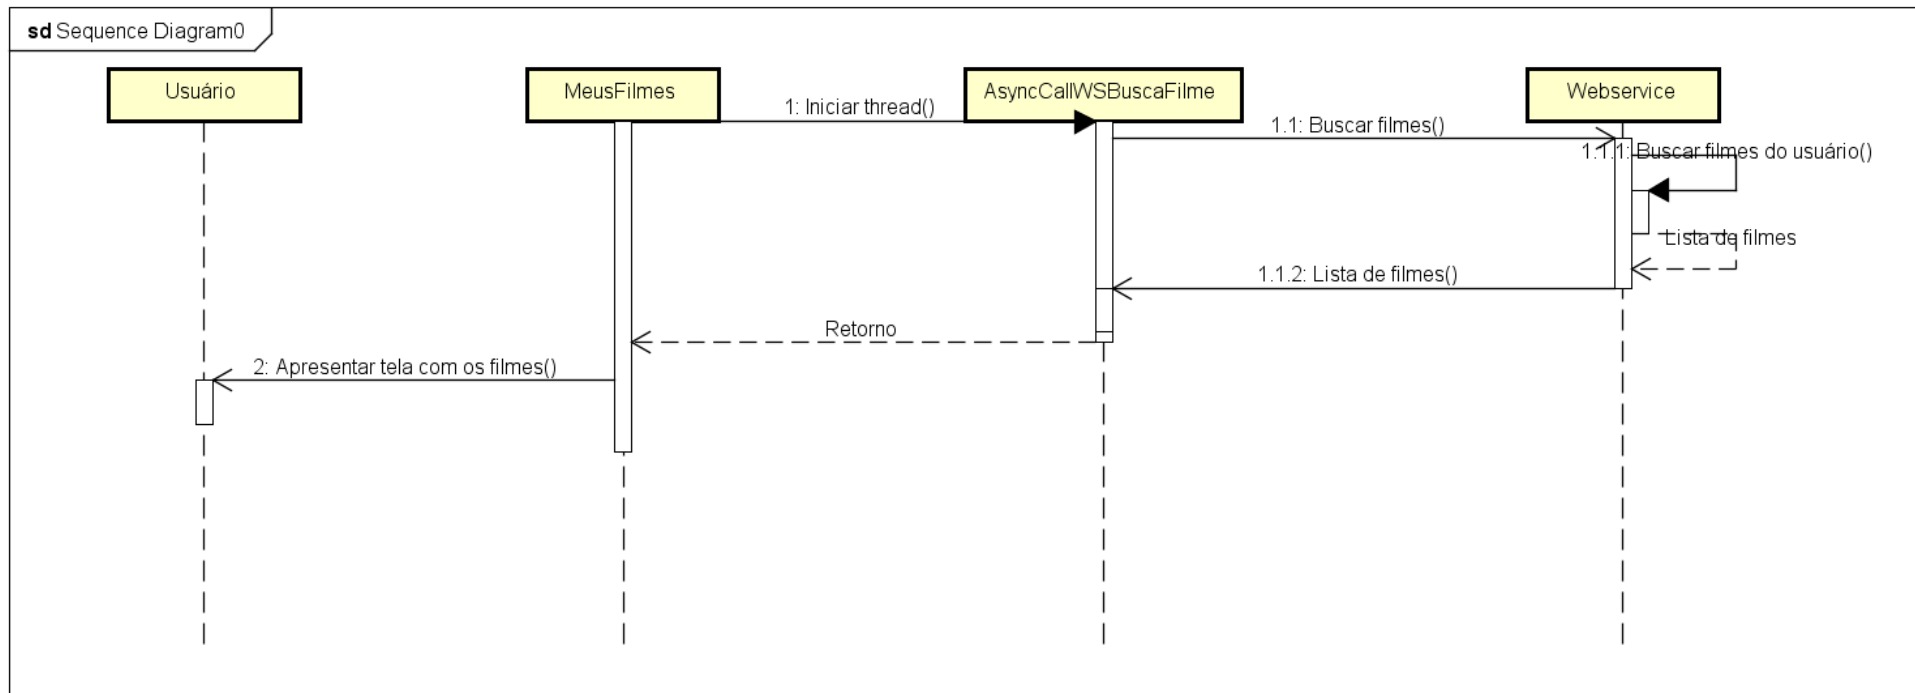 sd Sequence Diagram0
Usuário
MeusFilmes
AsyncCallWSBuscaFilme
Webservice
1: Iniciar thread()
1.1: Buscar filmes()
1.1.1: Buscar filmes do usuário()
Lista de filmes
1.1.2: Lista de filmes()
Retorno
2: Apresentar tela com os filmes()